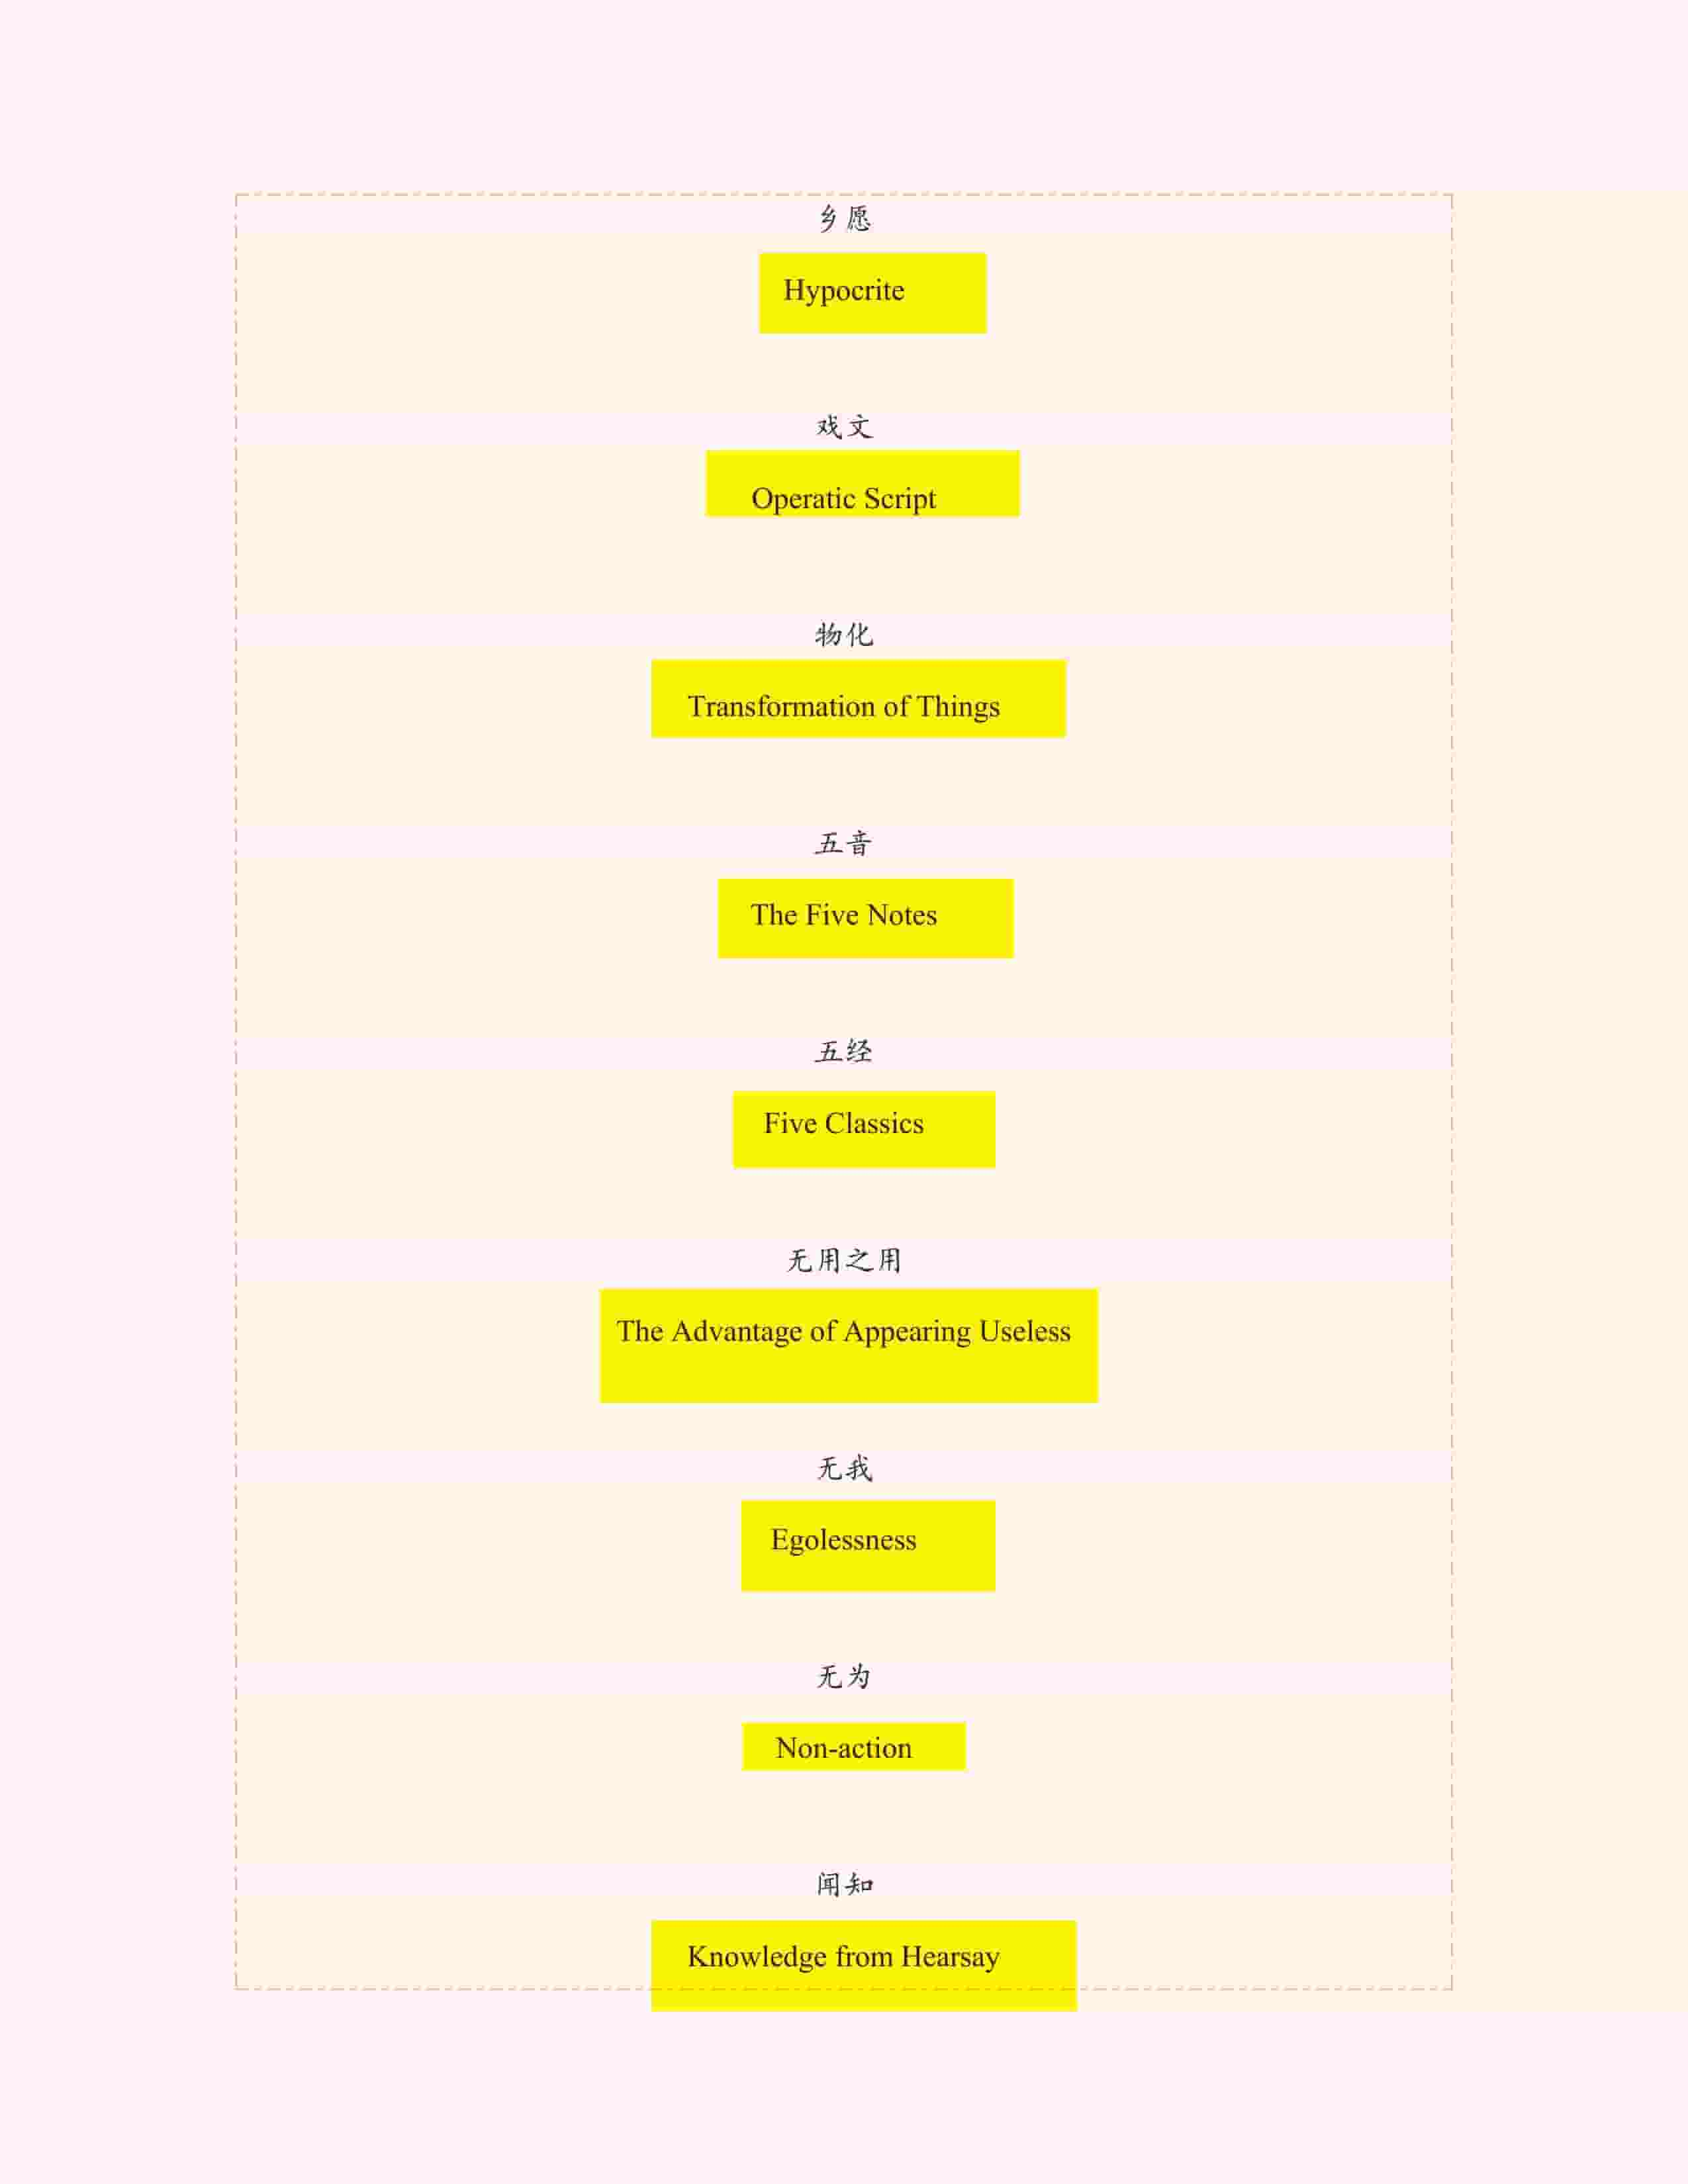 乡愿
Hypocrite
戏文
Operatic Script
物化
Transformation of Things
五音
The Five Notes
五经
Five Classics
无用之用
The Advantage of Appearing Useless
无我
Egolessness
无为
Non-action
闻知
Knowledge from Hearsay